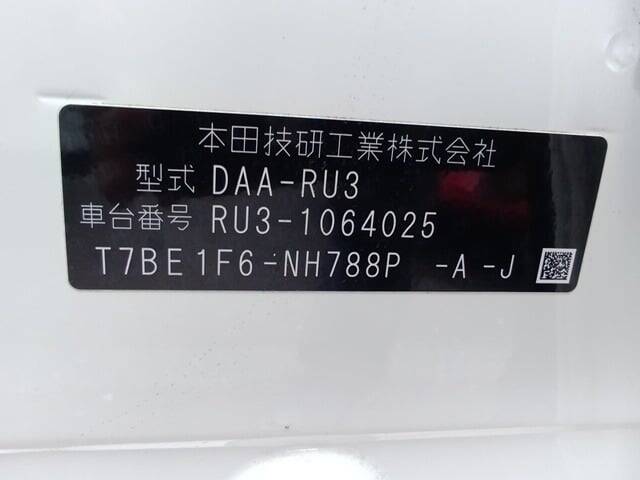 本田技研工業株式会社
型式 DAA-RU3
車台番号 RU3-1064025
T7BE1F6-NH788P -A-J